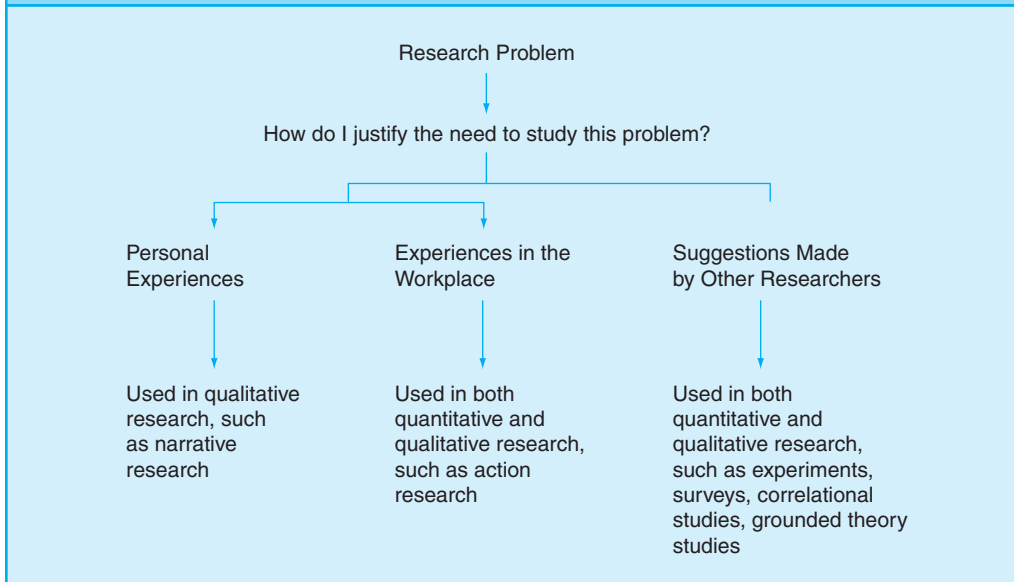 Research Problem
How do I justify the need to study this problem?
Personal
Experiences
Experiences in the
Workplace
Suggestions Made
by Other Researchers
Used in qualitative
research, such
as narrative
research
Used in both
quantitative and
qualitative research,
such as action
research
Used in both
quantitative and
qualitative research,
such as experiments,
surveys, correlational
studies, grounded theory
studies